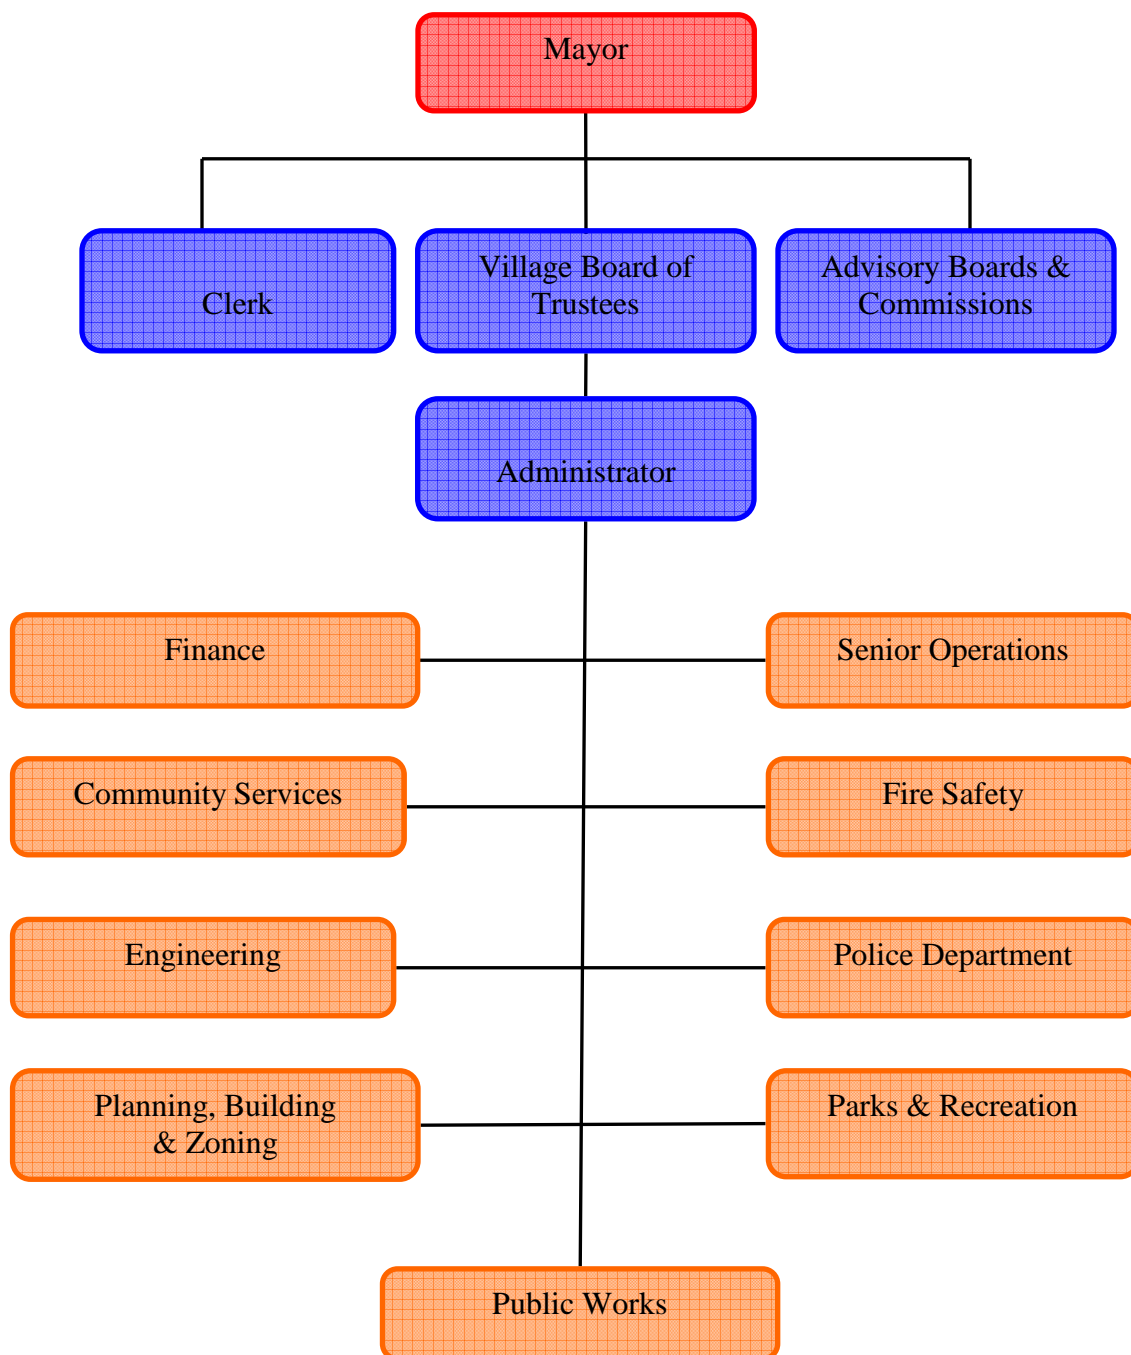 Mayor
Clerk
Village Board of
Trustees
Advisory Boards &
Commissions
Administrator
Finance
Senior Operations
Community Services
Fire Safety
Engineering
Police Department
Planning, Building
& Zoning
Parks & Recreation
Public Works